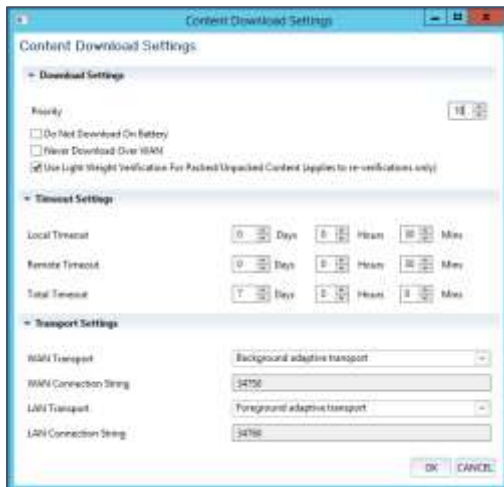 Content Download Settings
Content Download Settings
Download Settings
Priority 10
Do Not Download On Battery
Never Download Over WAN
Use Light Weight Verification For Packed/Unpacked Content (applies to re-verifications only)
Timeout Settings
Local Timeout 0 Days 0 Hours 30 Mins
Remote Timeout 0 Days 0 Hours 30 Mins
Total Timeout 7 Days 0 Hours 0 Mins
Transport Settings
WAN Transport Background adaptive transport
WAN Connection String 34750
LAN Transport Foreground adaptive transport
LAN Connection String 34760
OK CANCEL